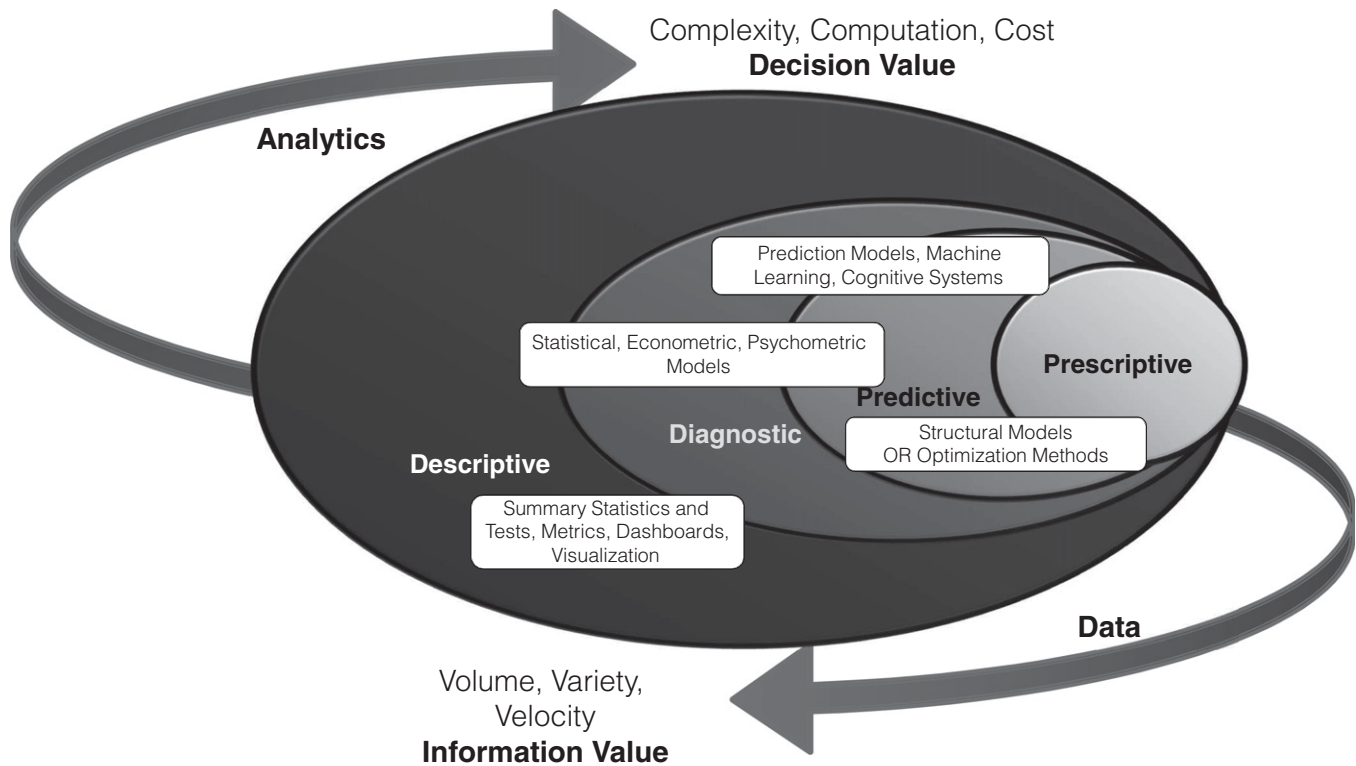 Complexity, Computation, Cost
Decision Value
Analytics
Prediction Models, Machine
Learning, Cognitive Systems
Statistical, Econometric, Psychometric
Models
Prescriptive
Predictive
Diagnostic
Structural Models
OR Optimization Methods
Descriptive
Summary Statistics and
Tests, Metrics, Dashboards,
Visualization
Data
Volume, Variety,
Velocity
Information Value